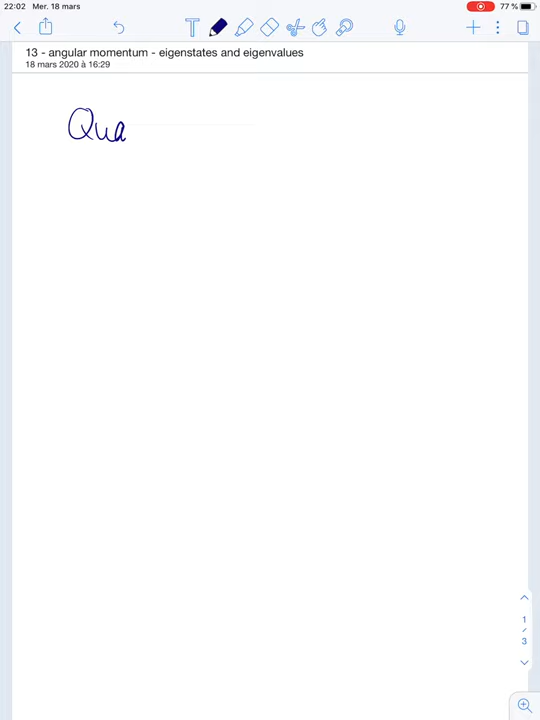 22:02 Mer. 18 mars 77 %
13 - angular momentum - eigenstates and eigenvalues
18 mars 2020 à 16:29
Qua
1
/
3